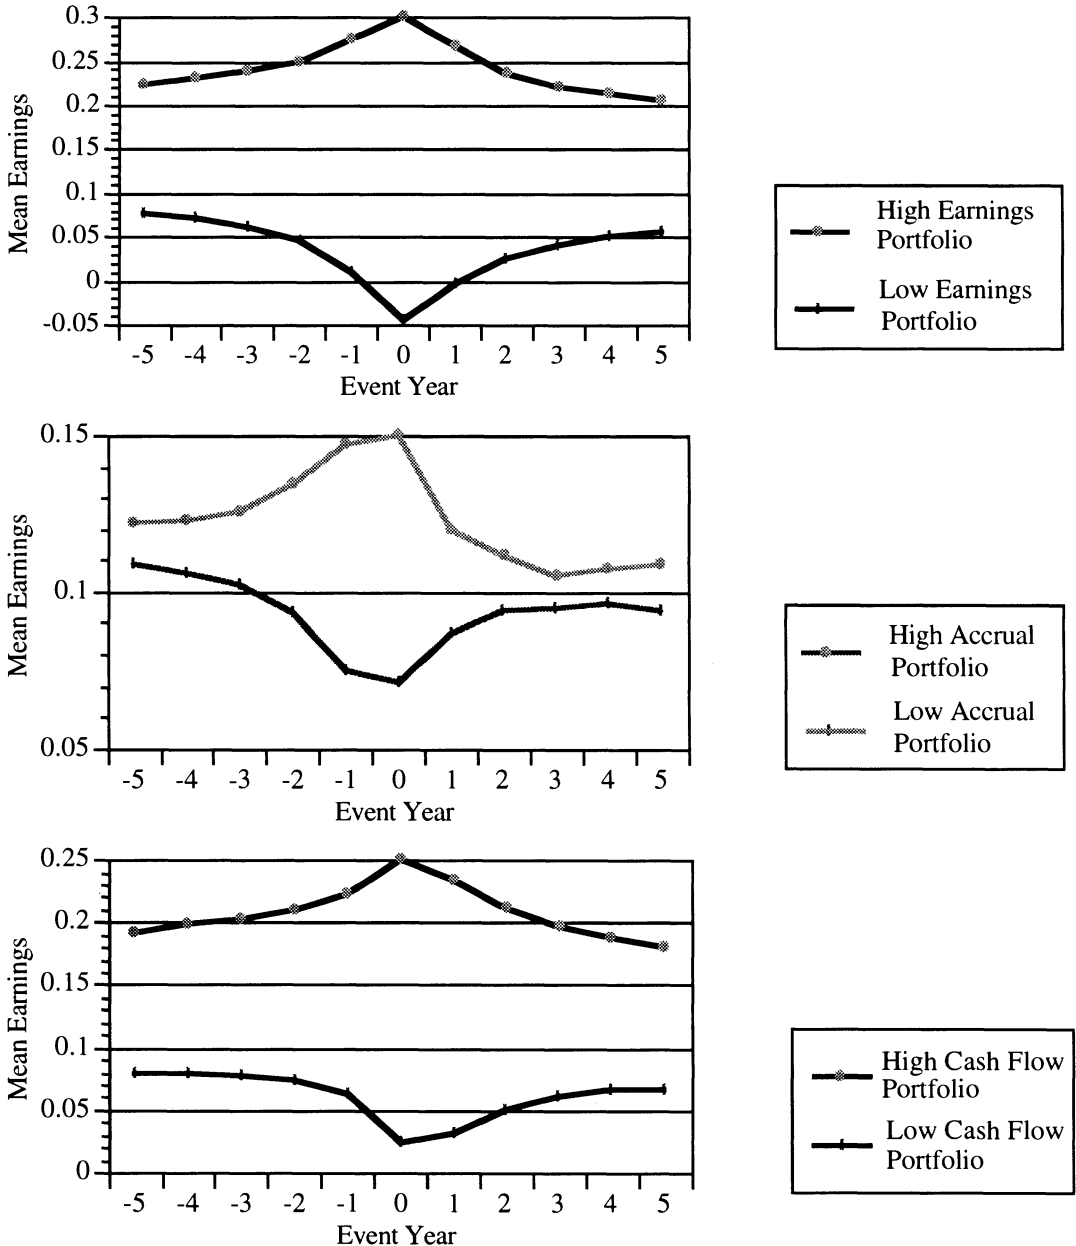 Mean Earnings
0.3
0.25
0.2
0.15
0.1
0.05
0
-0.05
-5 -4 -3 -2 -1 0 1 2 3 4 5
Event Year
High Earnings
Portfolio
Low Earnings
Portfolio
Mean Earnings
0.15
0.1
0.05
-5 -4 -3 -2 -1 0 1 2 3 4 5
Event Year
High Accrual
Portfolio
Low Accrual
Portfolio
Mean Earnings
0.25
0.2
0.15
0.1
0.05
0
-5 -4 -3 -2 -1 0 1 2 3 4 5
Event Year
High Cash Flow
Portfolio
Low Cash Flow
Portfolio